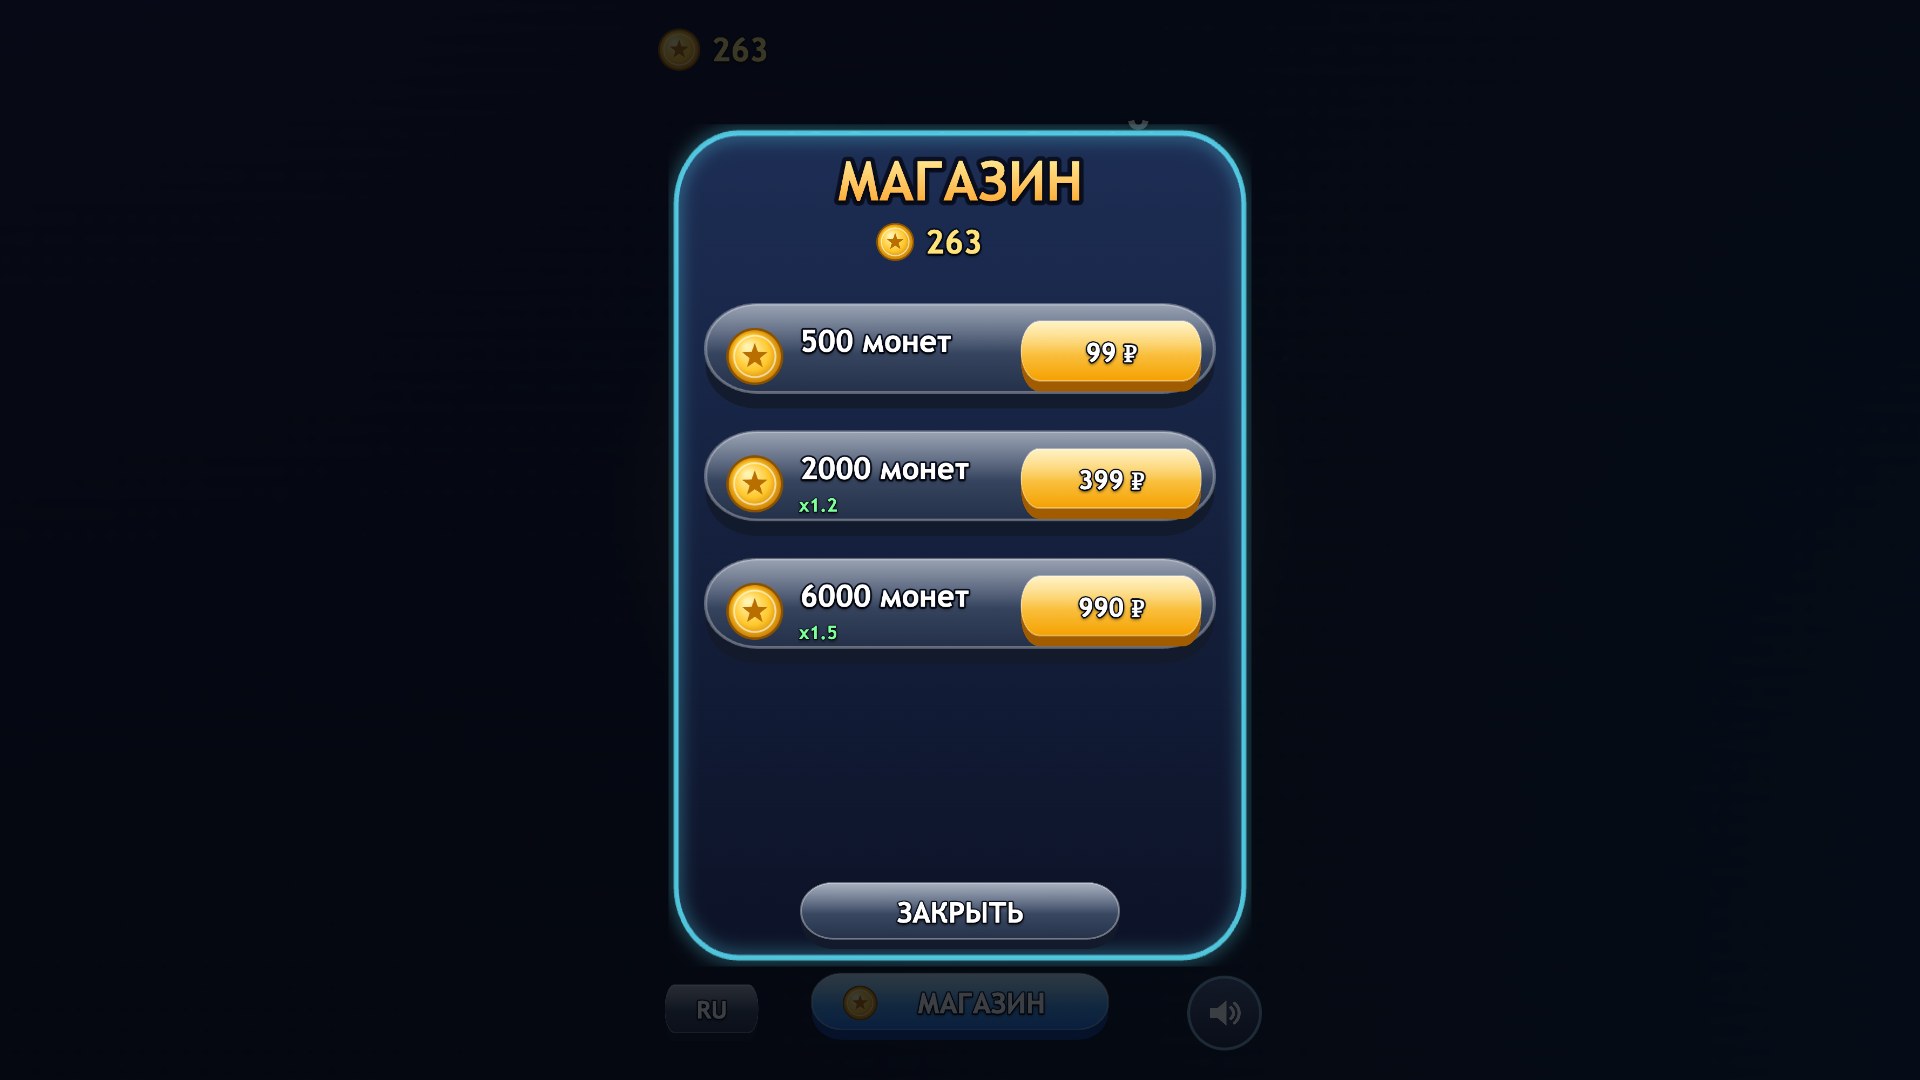 263
МАГАЗИН
263
500 монет
99 ₽
2000 монет
x1.2
399 ₽
6000 монет
x1.5
990 ₽
ЗАКРЫТЬ
RU
МАГАЗИН